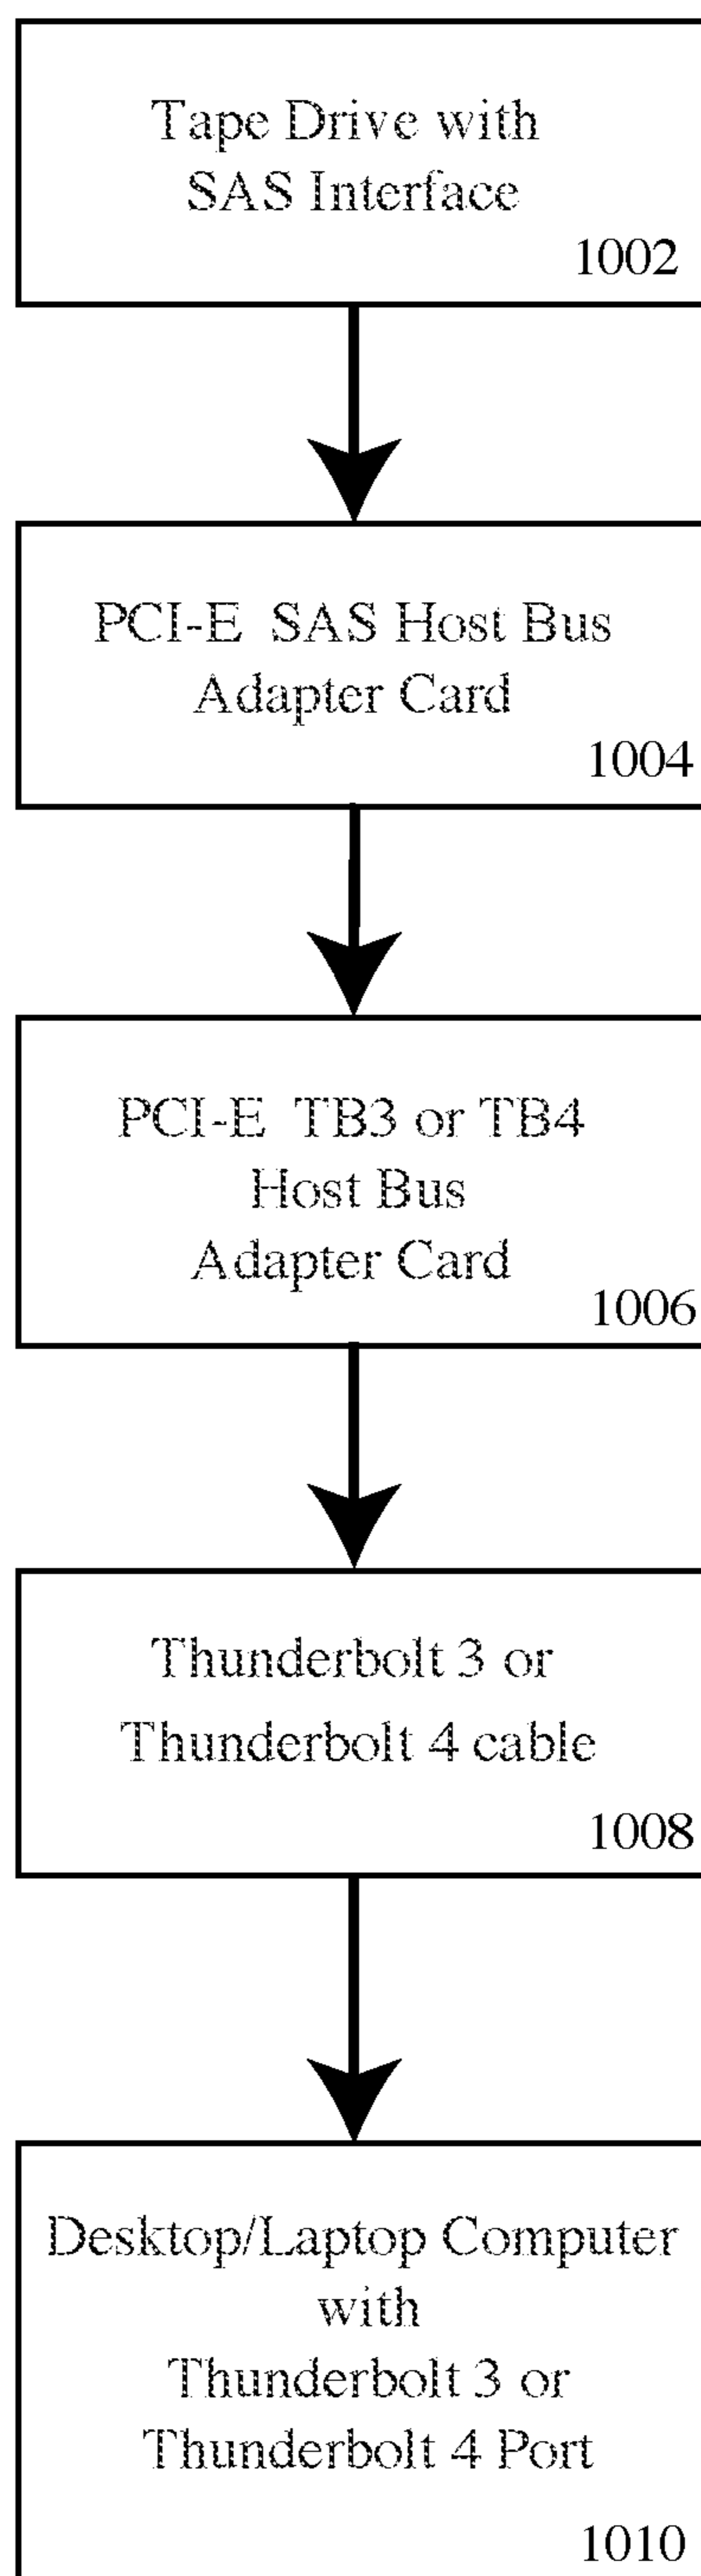 Tape Drive with
SAS Interface
1002
PCI-E SAS Host Bus
Adapter Card
1004
PCI-E TB3 or TB4
Host Bus
Adapter Card
1006
Thunderbolt 3 or
Thunderbolt 4 cable
1008
Desktop/Laptop Computer
with
Thunderbolt 3 or
Thunderbolt 4 Port
1010